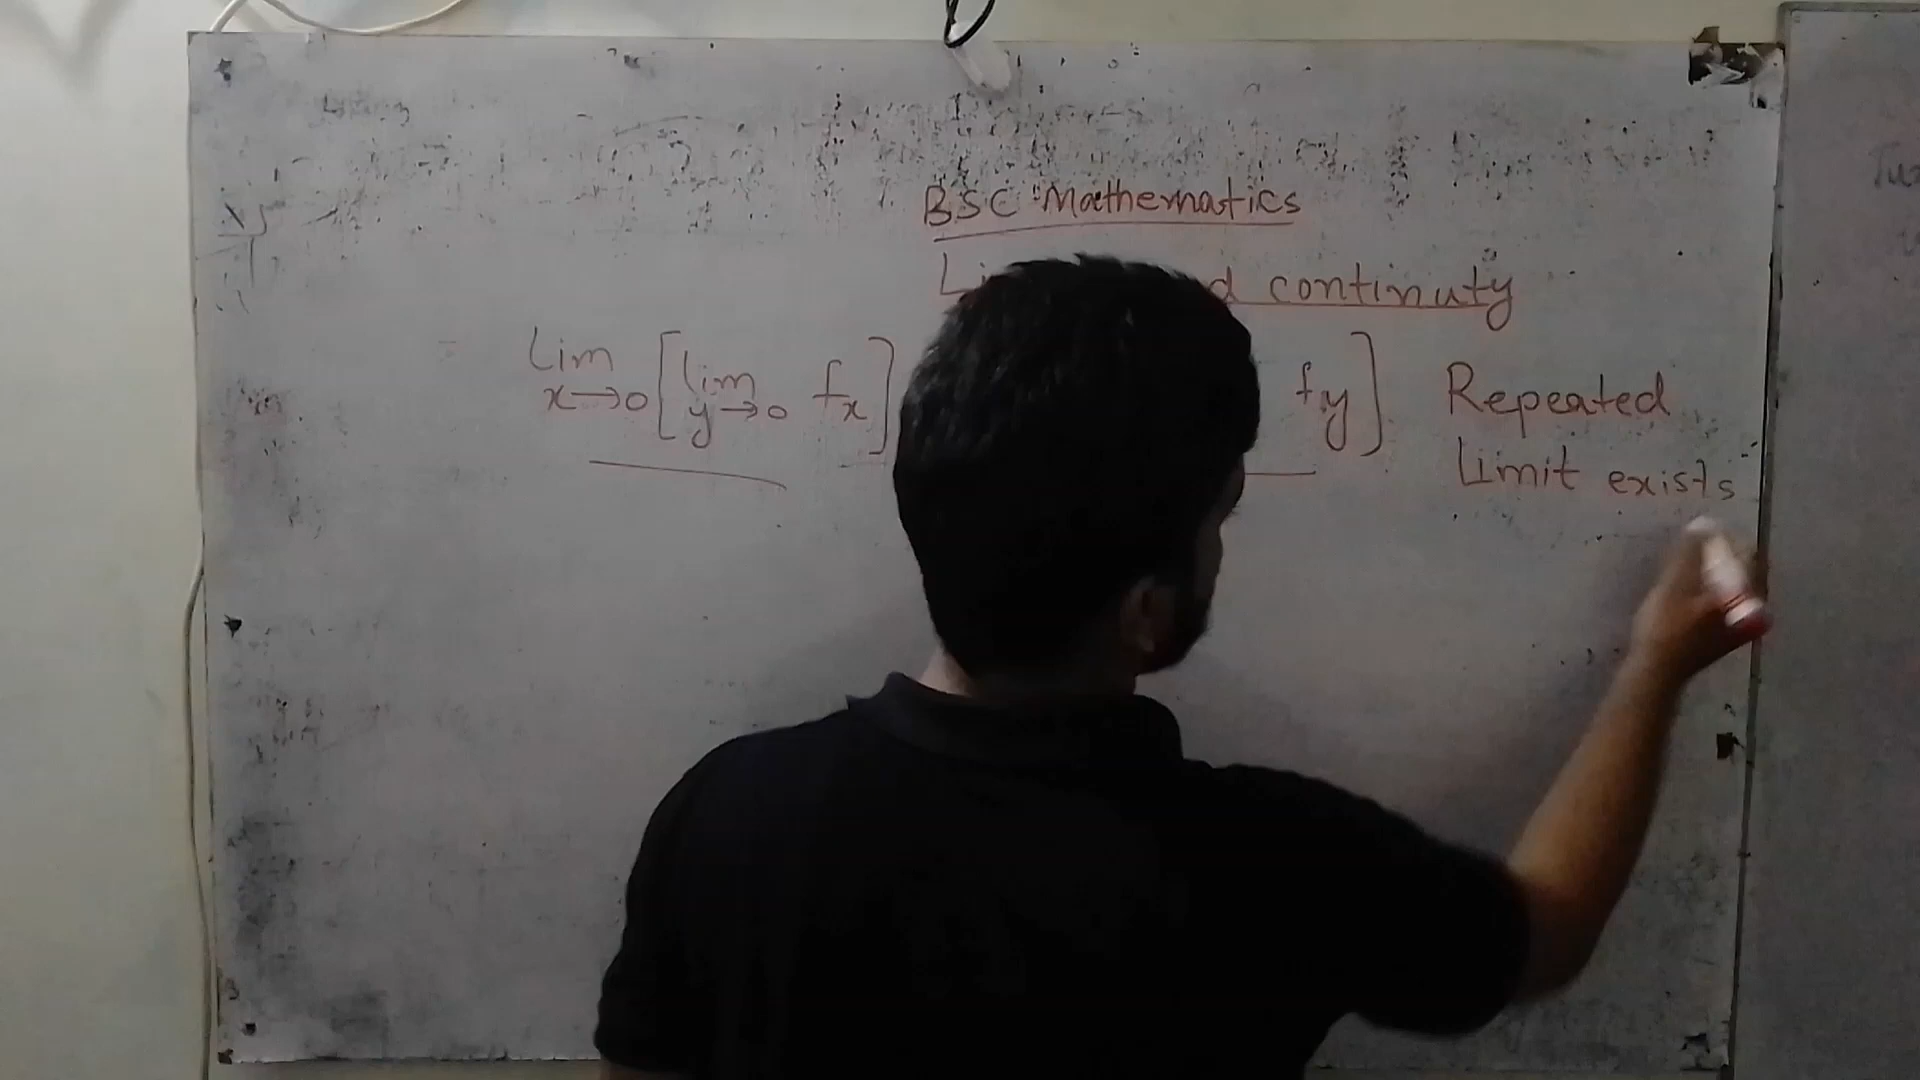 BSC Mathematics
d continuty
Lim x→0 [lim y→0 fx] fy] Repeated
Limit exists